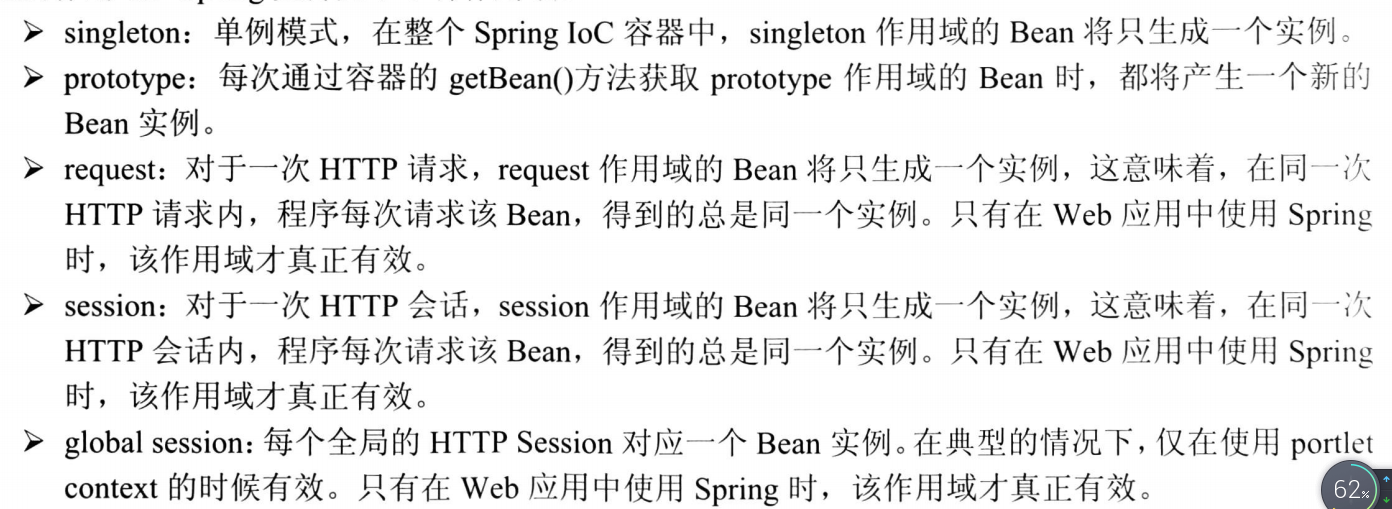 ➢ singleton：单例模式，在整个 Spring IoC 容器中，singleton 作用域的 Bean 将只生成一个实例。
➢ prototype：每次通过容器的 getBean()方法获取 prototype 作用域的 Bean 时，都将产生一个新的
Bean 实例。
➢ request：对于一次 HTTP 请求，request 作用域的 Bean 将只生成一个实例，这意味着，在同一次
HTTP 请求内，程序每次请求该 Bean，得到的总是同一个实例。只有在 Web 应用中使用 Spring
时，该作用域才真正有效。
➢ session：对于一次 HTTP 会话，session 作用域的 Bean 将只生成一个实例，这意味着，在同一次
HTTP 会话内，程序每次请求该 Bean，得到的总是同一个实例。只有在 Web 应用中使用 Spring
时，该作用域才真正有效。
➢ global session：每个全局的 HTTP Session 对应一个 Bean 实例。在典型的情况下，仅在使用 portlet
context 的时候有效。只有在 Web 应用中使用 Spring 时，该作用域才真正有效。
62%